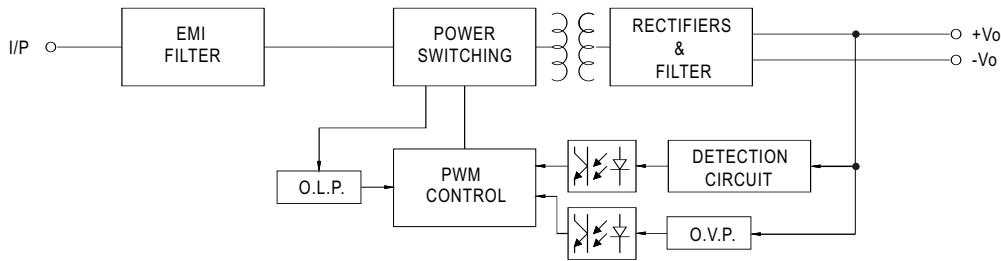 I/P
EMI
FILTER
POWER
SWITCHING
RECTIFIERS
&
FILTER
+Vo
-Vo
O.L.P.
PWM
CONTROL
DETECTION
CIRCUIT
O.V.P.